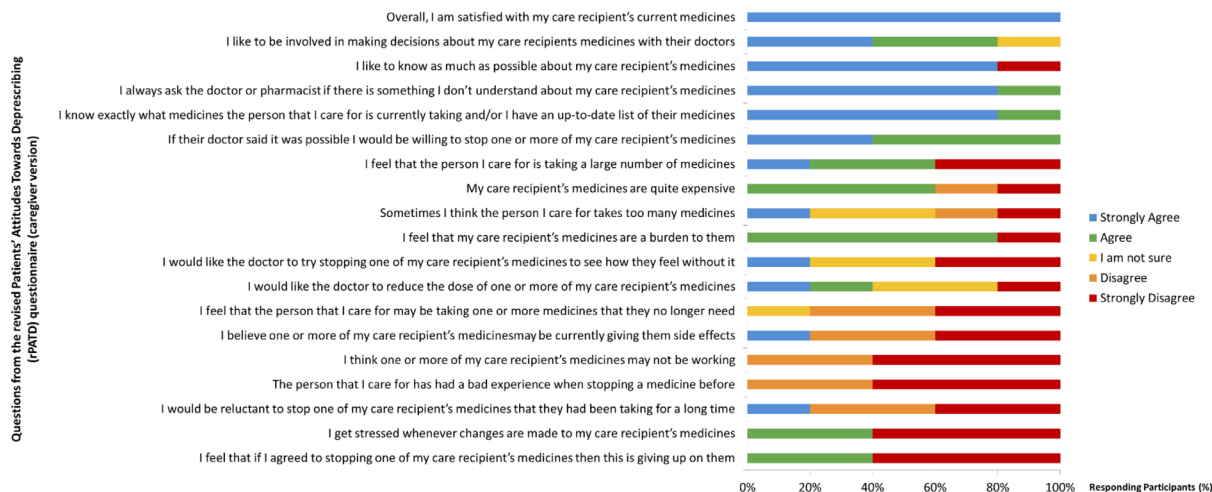 Questions from the revised Patients' Attitudes Towards Deprescribing
(rPATD) questionnaire (caregiver version)
Overall, I am satisfied with my care recipient's current medicines
I like to be involved in making decisions about my care recipients medicines with their doctors
I like to know as much as possible about my care recipient's medicines
I always ask the doctor or pharmacist if there is something I don't understand about my care recipient's medicines
I know exactly what medicines the person that I care for is currently taking and/or I have an up-to-date list of their medicines
If their doctor said it was possible I would be willing to stop one or more of my care recipient's medicines
I feel that the person I care for is taking a large number of medicines
My care recipient's medicines are quite expensive
Sometimes I think the person I care for takes too many medicines
I feel that my care recipient's medicines are a burden to them
I would like the doctor to try stopping one of my care recipient's medicines to see how they feel without it
I would like the doctor to reduce the dose of one or more of my care recipient's medicines
I feel that the person that I care for may be taking one or more medicines that they no longer need
I believe one or more of my care recipient's medicinesmay be currently giving them side effects
I think one or more of my care recipient's medicines may not be working
The person that I care for has had a bad experience when stopping a medicine before
I would be reluctant to stop one of my care recipient's medicines that they had been taking for a long time
I get stressed whenever changes are made to my care recipient's medicines
I feel that if I agreed to stopping one of my care recipient's medicines then this is giving up on them
Strongly Agree
Agree
I am not sure
Disagree
Strongly Disagree
0% 20% 40% 60% 80% 100%
Responding Participants (%)